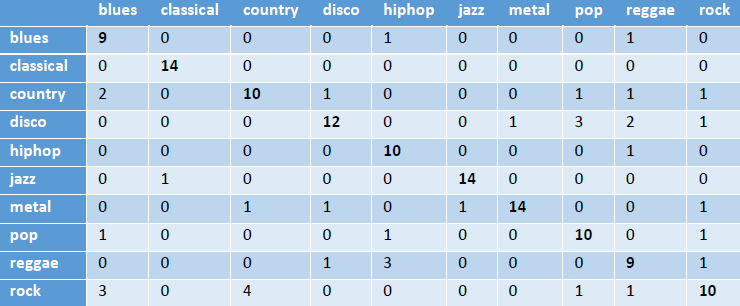 blues classical country disco hiphop jazz metal pop reggae rock
blues 9 0 0 0 1 0 0 0 1 0
classical 0 14 0 0 0 0 0 0 0 0
country 2 0 10 1 0 0 0 1 1 1
disco 0 0 0 12 0 0 1 3 2 1
hiphop 0 0 0 0 10 0 0 0 1 0
jazz 0 1 0 0 0 14 0 0 0 0
metal 0 0 1 1 0 1 14 0 0 1
pop 1 0 0 0 1 0 0 10 0 1
reggae 0 0 0 1 3 0 0 0 9 1
rock 3 0 4 0 0 0 0 1 1 10